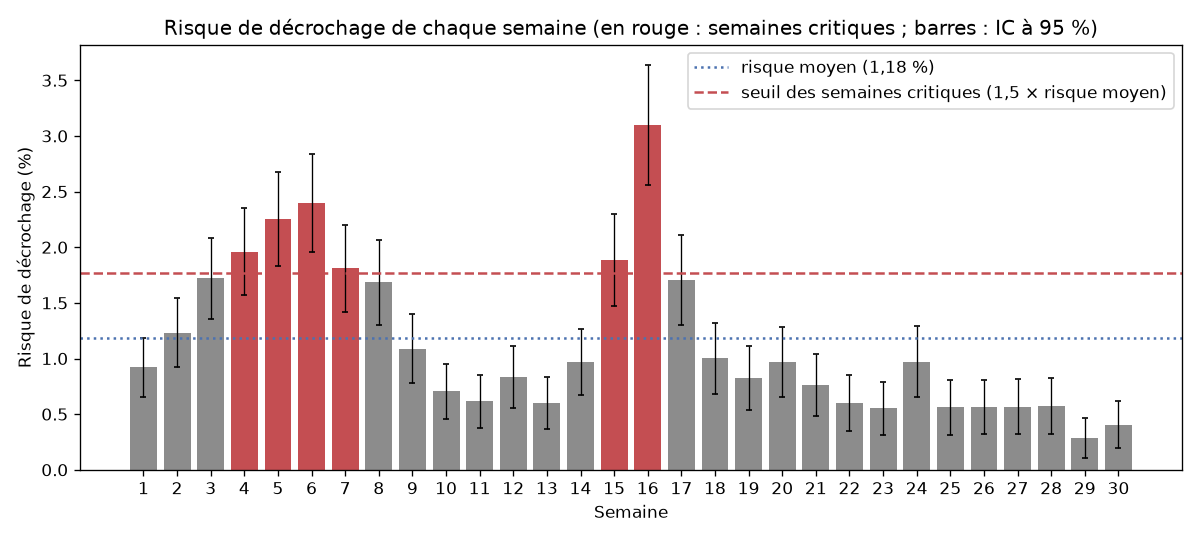 Risque de décrochage de chaque semaine (en rouge : semaines critiques ; barres : IC à 95 %)
risque moyen (1,18 %)
seuil des semaines critiques (1,5 × risque moyen)
Risque de décrochage (%)
3.5
3.0
2.5
2.0
1.5
1.0
0.5
0.0
1 2 3 4 5 6 7 8 9 10 11 12 13 14 15 16 17 18 19 20 21 22 23 24 25 26 27 28 29 30
Semaine